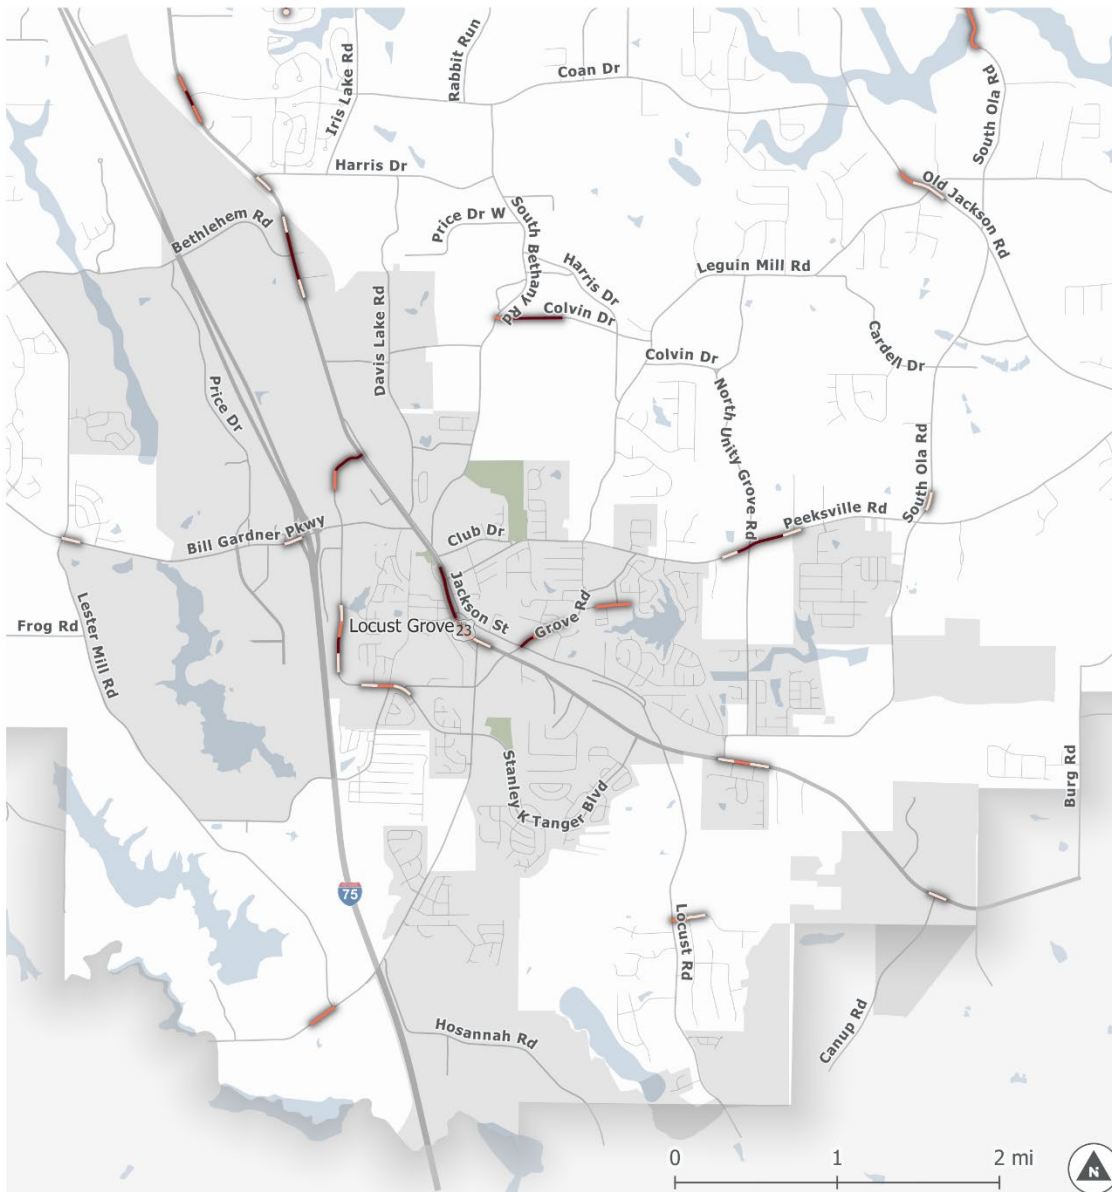 Rabbit Run
Iris Lake Rd
Coan Dr
South Ola Rd
Harris Dr
Old Jackson Rd
Bethlehem Rd
Price Dr W
South Bethany Rd
Harris Dr
Leguin Mill Rd
Colvin Dr
Davis Lake Rd
Colvin Dr
Cardell Dr
Price Dr
North Unity Grove Rd
South Ola Rd
Peeksville Rd
Bill Gardner Pkwy
Club Dr
Jackson St
Grove Rd
Locust Grove
23
Frog Rd
Lester Mill Rd
Stanley K Tanger Blvd
Burg Rd
75
Locust Rd
Canup Rd
Hosannah Rd
0 1 2 mi
N